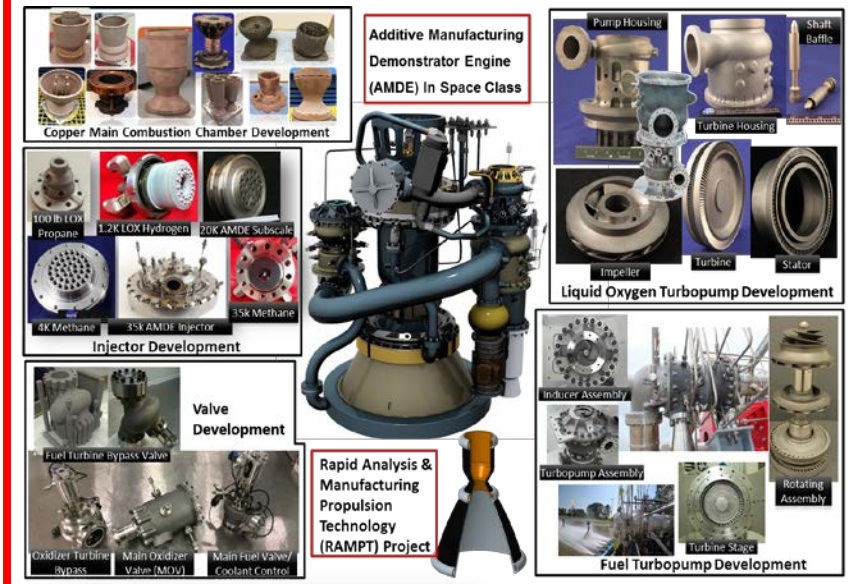 Copper Main Combustion Chamber Development
Additive Manufacturing
Demonstrator Engine
(AMDE) In Space Class
Pump Housing
Shaft
Baffle
Turbine Housing
Impeller
Turbine
Stator
Liquid Oxygen Turbopump Development
100 lb LOX
Propane
1.2K LOX Hydrogen
20K AMDE Subscale
4K Methane
35k AMDE Injector
35k Methane
Injector Development
Valve
Development
Fuel Turbine Bypass Valve
Oxidizer Turbine
Bypass
Main Oxidizer
Valve (MOV)
Main Fuel Valve/
Coolant Control
Rapid Analysis &
Manufacturing
Propulsion
Technology
(RAMPT) Project
Inducer Assembly
Turbopump Assembly
Rotating
Assembly
Turbine Stage
Fuel Turbopump Development